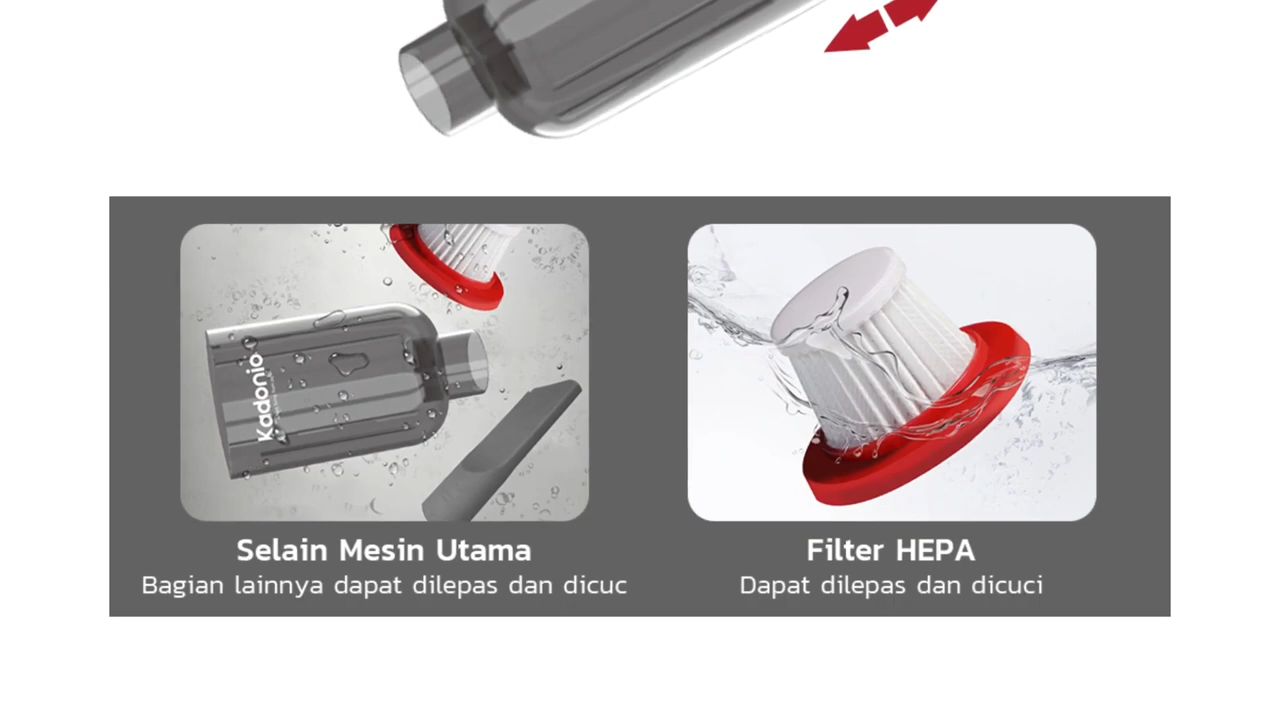 Kadonio
Selain Mesin Utama
Bagian lainnya dapat dilepas dan dicuc
Filter HEPA
Dapat dilepas dan dicuci